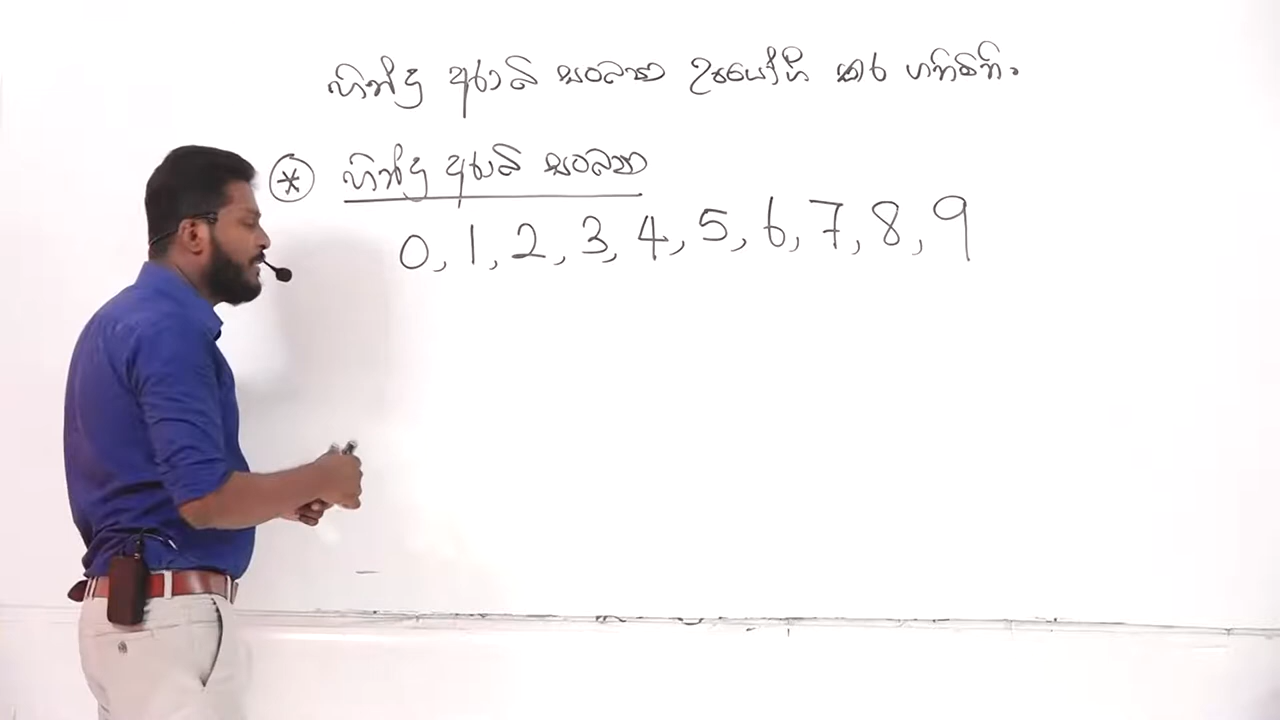 හින්දු අරාබි සංඛ්‍යා උපයෝගී කර ගනිමින්.
* හින්දු අරාබි සංඛ්‍යා
0, 1, 2, 3, 4, 5, 6, 7, 8, 9